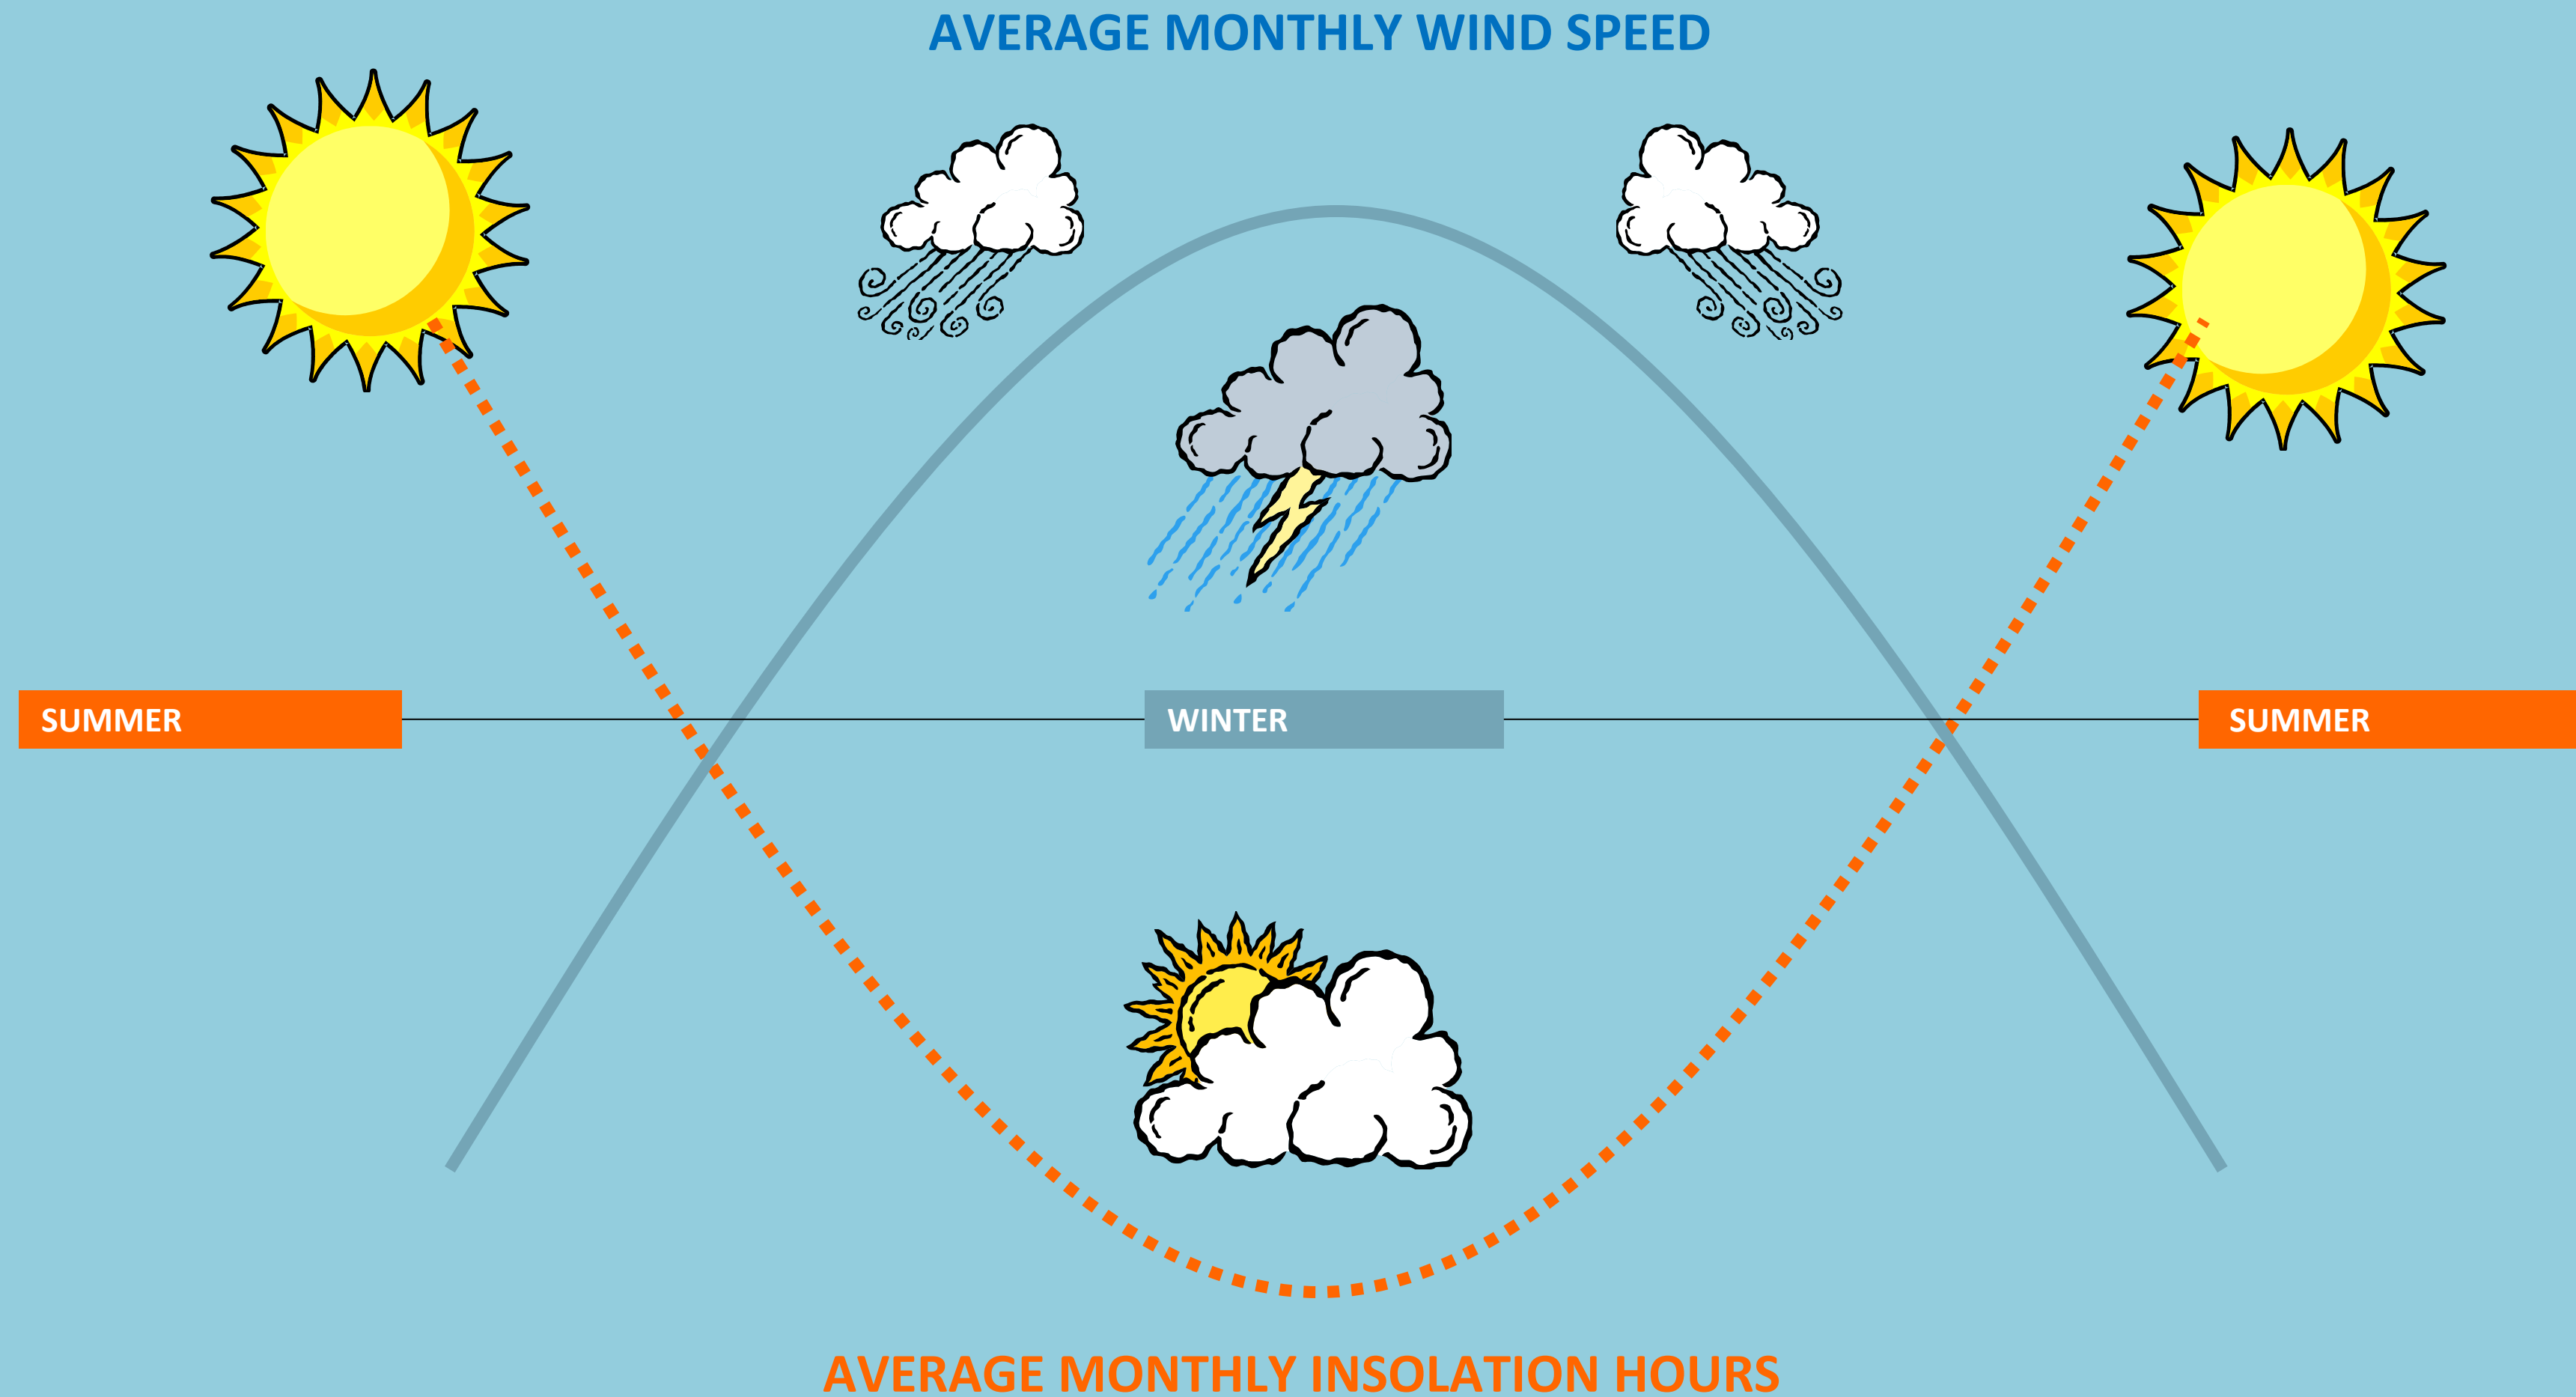 AVERAGE MONTHLY WIND SPEED
SUMMER
WINTER
SUMMER
AVERAGE MONTHLY INSOLATION HOURS